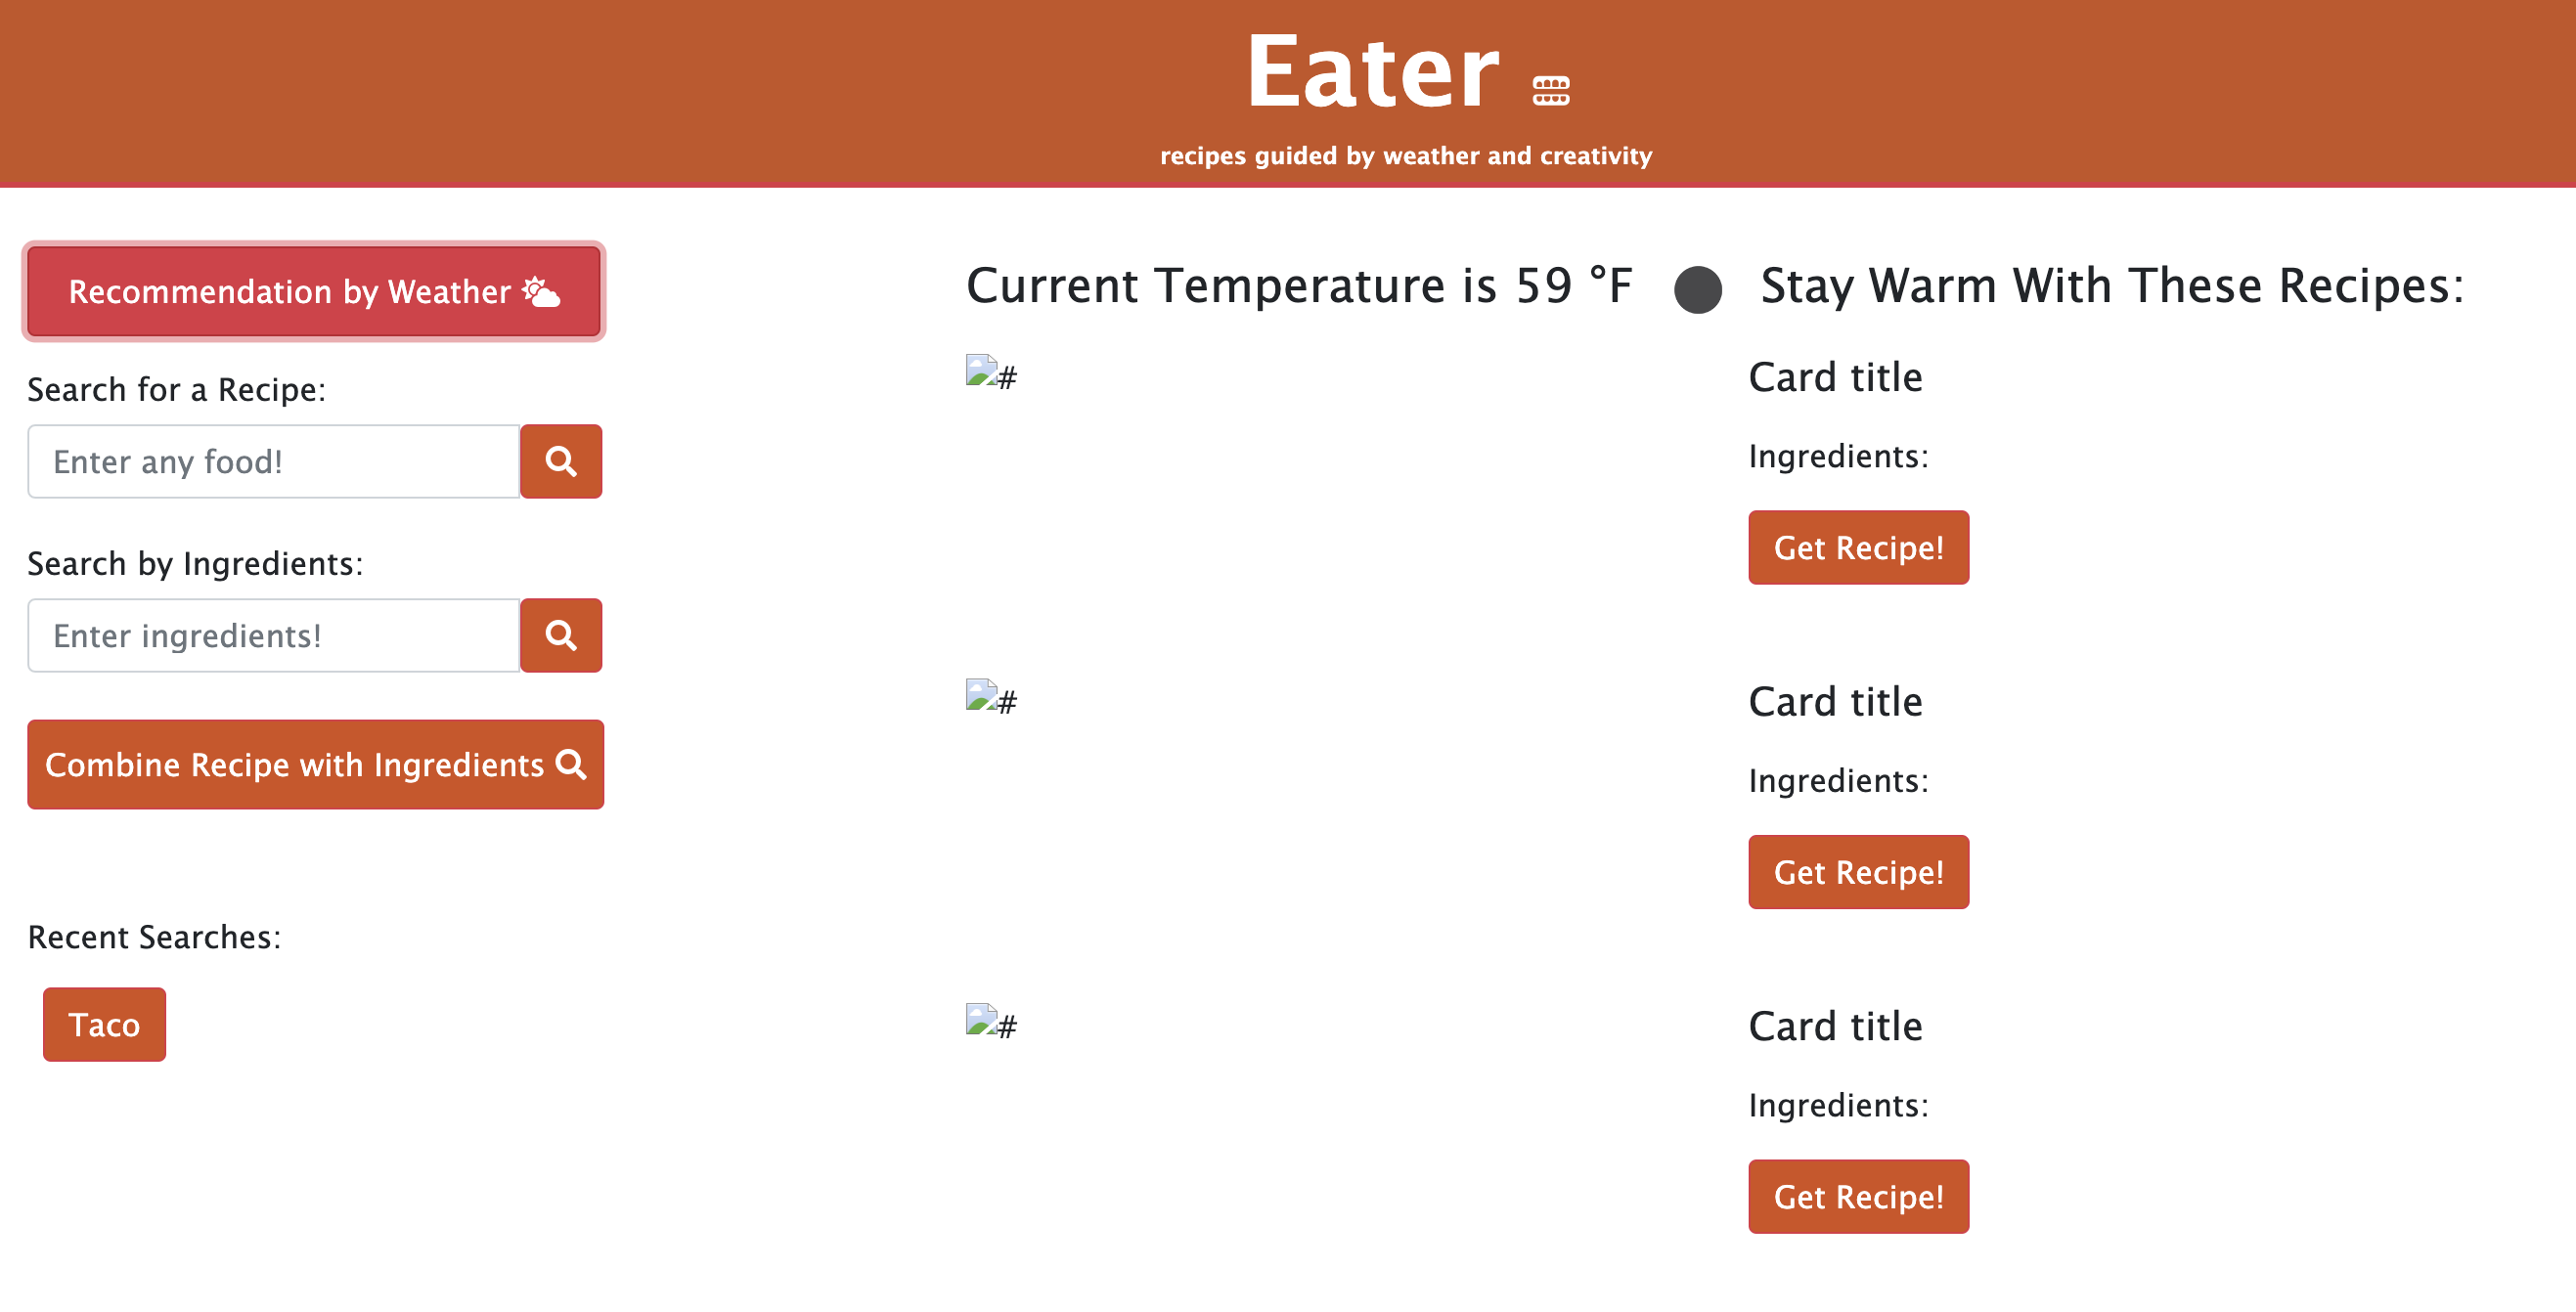 Eater
recipes guided by weather and creativity
Recommendation by Weather
Search for a Recipe:
Enter any food!
Search by Ingredients:
Enter ingredients!
Combine Recipe with Ingredients
Recent Searches:
Taco
Current Temperature is 59 °F
Stay Warm With These Recipes:
#
Card title
Ingredients:
Get Recipe!
#
Card title
Ingredients:
Get Recipe!
#
Card title
Ingredients:
Get Recipe!